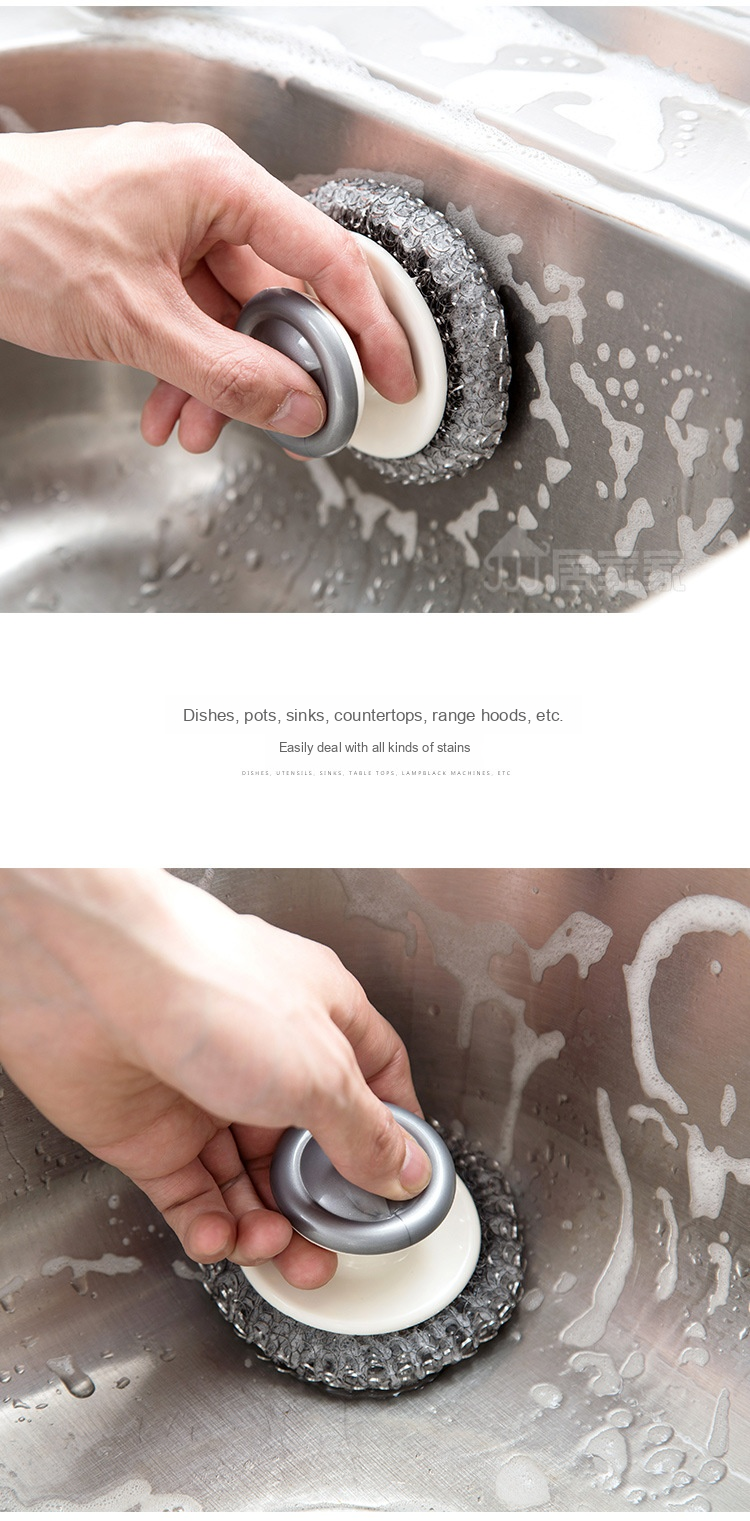 居家家
Dishes, pots, sinks, countertops, range hoods, etc.
Easily deal with all kinds of stains
DISHES, UTENSILS, SINKS, TABLE TOPS, LAMPBLACK MACHINES, ETC